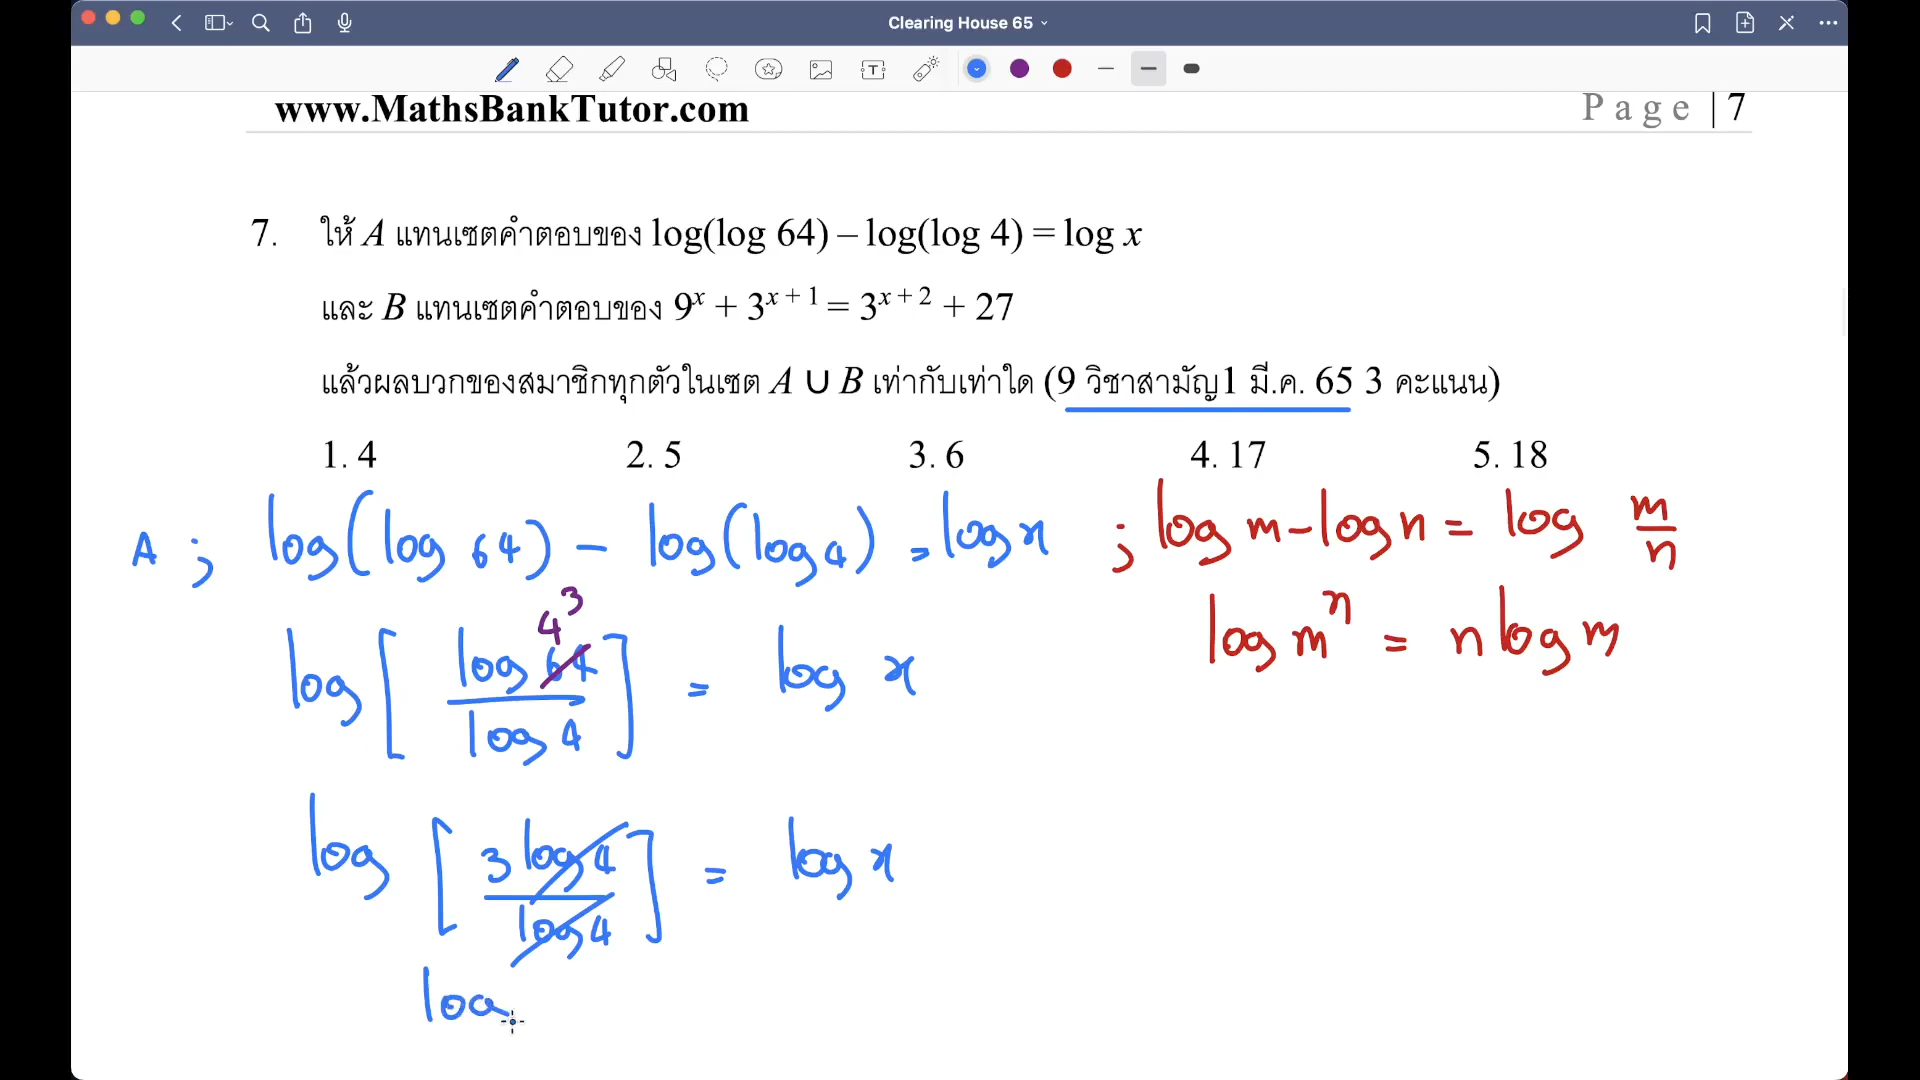 Clearing House 65
www.MathsBankTutor.com
Page | 7
7. ให้ A แทนเซตคำตอบของ log(log 64) – log(log 4) = log x
และ B แทนเซตคำตอบของ 9^x + 3^{x + 1} = 3^{x + 2} + 27
แล้วผลบวกของสมาชิกทุกตัวในเซต A ∪ B เท่ากับเท่าใด (9 วิชาสามัญ1 มี.ค. 65 3 คะแนน)
1. 4 2. 5 3. 6 4. 17 5. 18
A ; log(log 64) − log(log 4) = log x ; log m − log n = log m/n
log [ log 64 4^3 / log 4 ] = log x
log m^n = n log m
log [ 3 log 4 / log 4 ] = log x
log